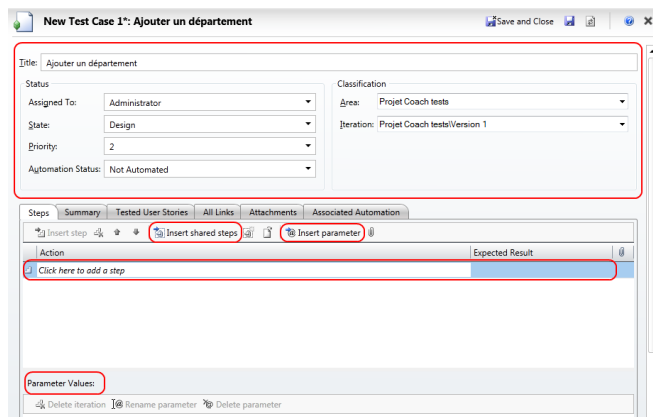 New Test Case 1*: Ajouter un département
Save and Close
Title: Ajouter un département
Status
Classification
Assigned To: Administrator
Area: Projet Coach tests
State: Design
Iteration: Projet Coach tests\Version 1
Priority: 2
Automation Status: Not Automated
Steps Summary Tested User Stories All Links Attachments Associated Automation
Insert step Insert shared steps Insert parameter
Action Expected Result
Click here to add a step
Parameter Values:
Delete iteration Rename parameter Delete parameter